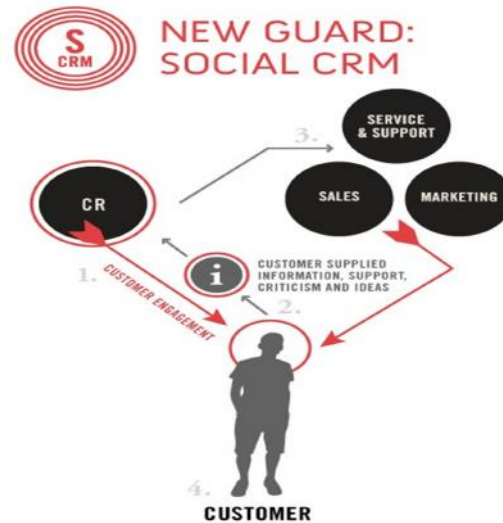 S
CRM
NEW GUARD:
SOCIAL CRM
SERVICE
& SUPPORT
3.
SALES
MARKETING
CR
i
CUSTOMER SUPPLIED
INFORMATION, SUPPORT,
CRITICISM AND IDEAS
1.
CUSTOMER ENGAGEMENT
2.
4.
CUSTOMER